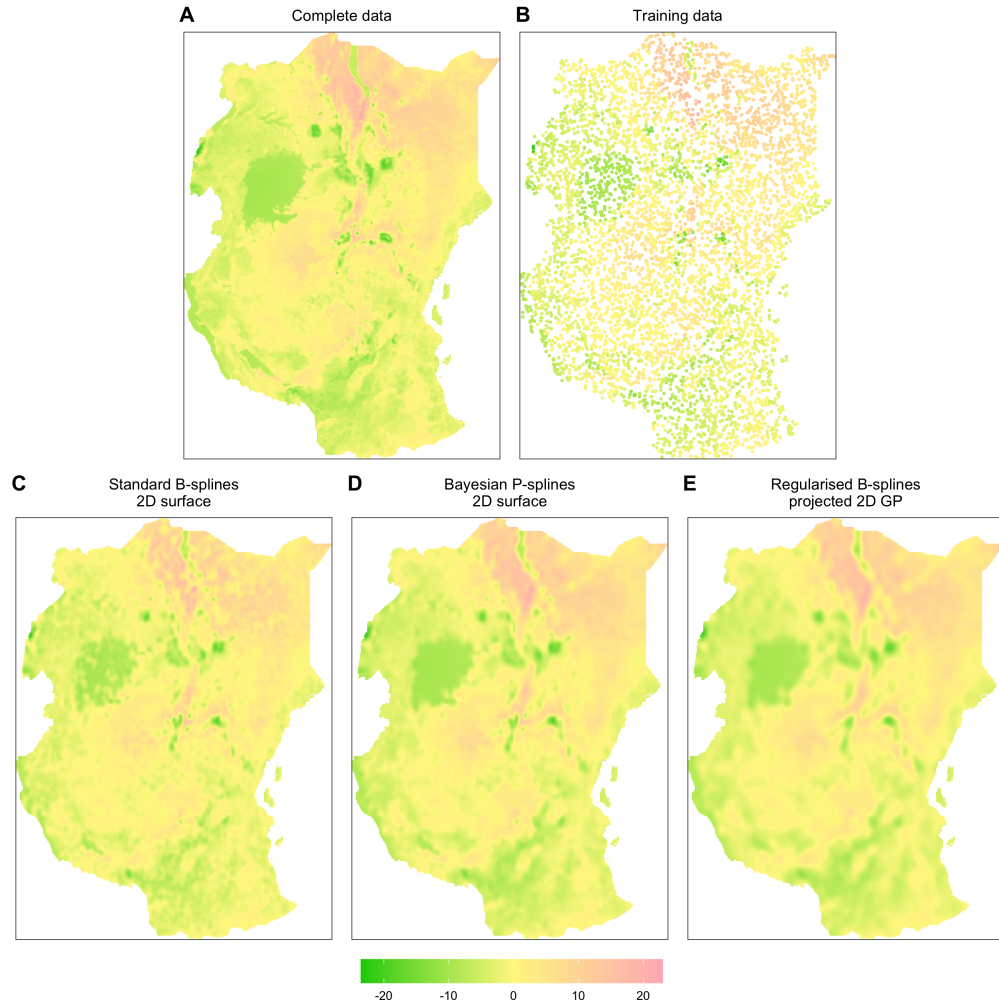 A Complete data
B Training data
C Standard B-splines
2D surface
D Bayesian P-splines
2D surface
E Regularised B-splines
projected 2D GP
-20 -10 0 10 20